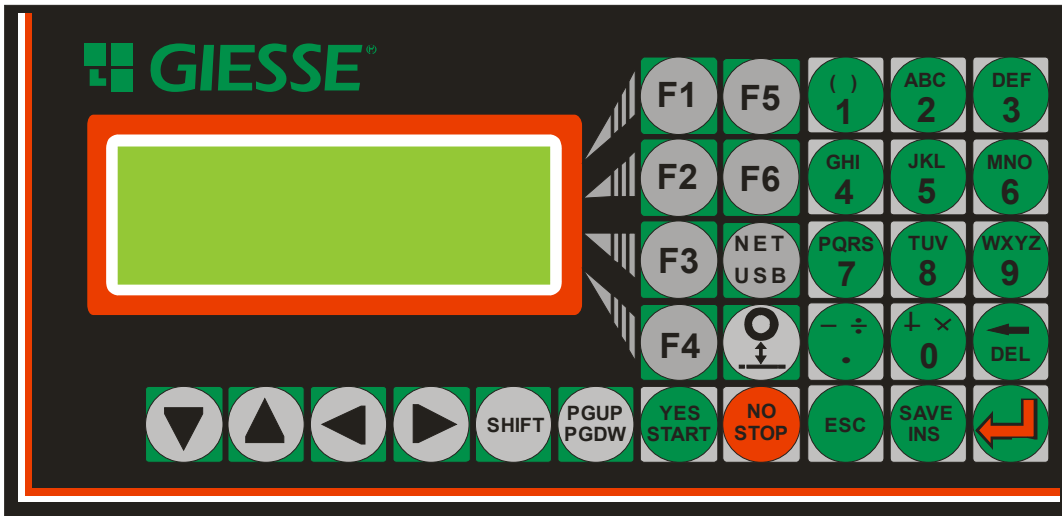 GIESSE
F1 F5 ( ) ABC DEF
1 2 3
F2 F6 GHI JKL MNO
4 5 6
F3 NET PQRS TUV WXYZ
USB 7 8 9
F4 - ÷ + ×
. 0 DEL
SHIFT PGUP YES NO ESC SAVE
PGDW START STOP INS